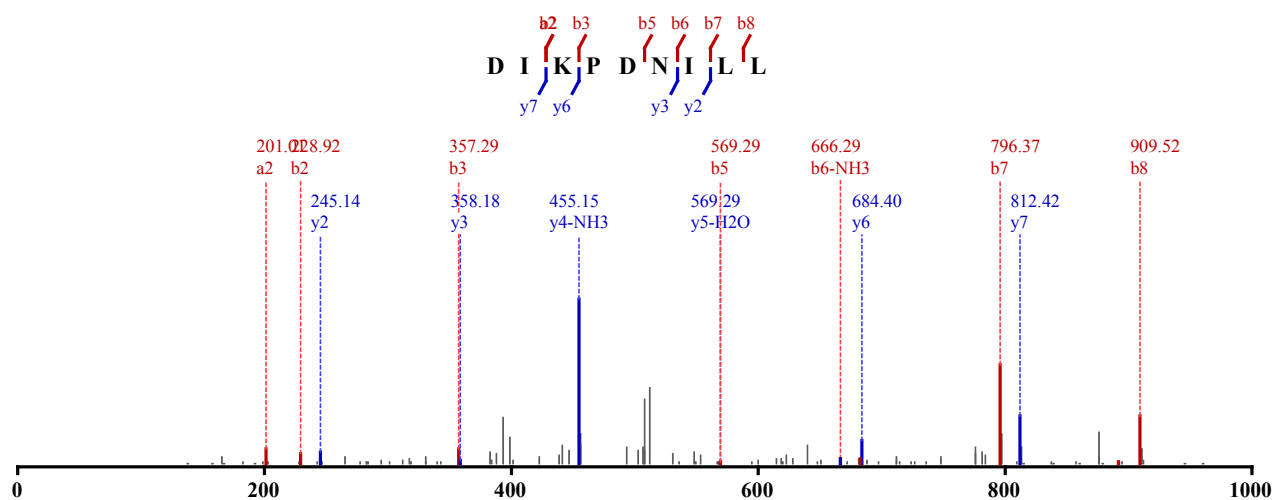 a2 b2 b3 b5 b6 b7 b8
D I K P D N I L L
y7 y6 y3 y2
201.01 228.92 357.29 569.29 666.29 796.37 909.52
a2 b2 b3 b5 b6-NH3 b7 b8
245.14 358.18 455.15 569.29 684.40 812.42
y2 y3 y4-NH3 y5-H2O y6 y7
0 200 400 600 800 1000